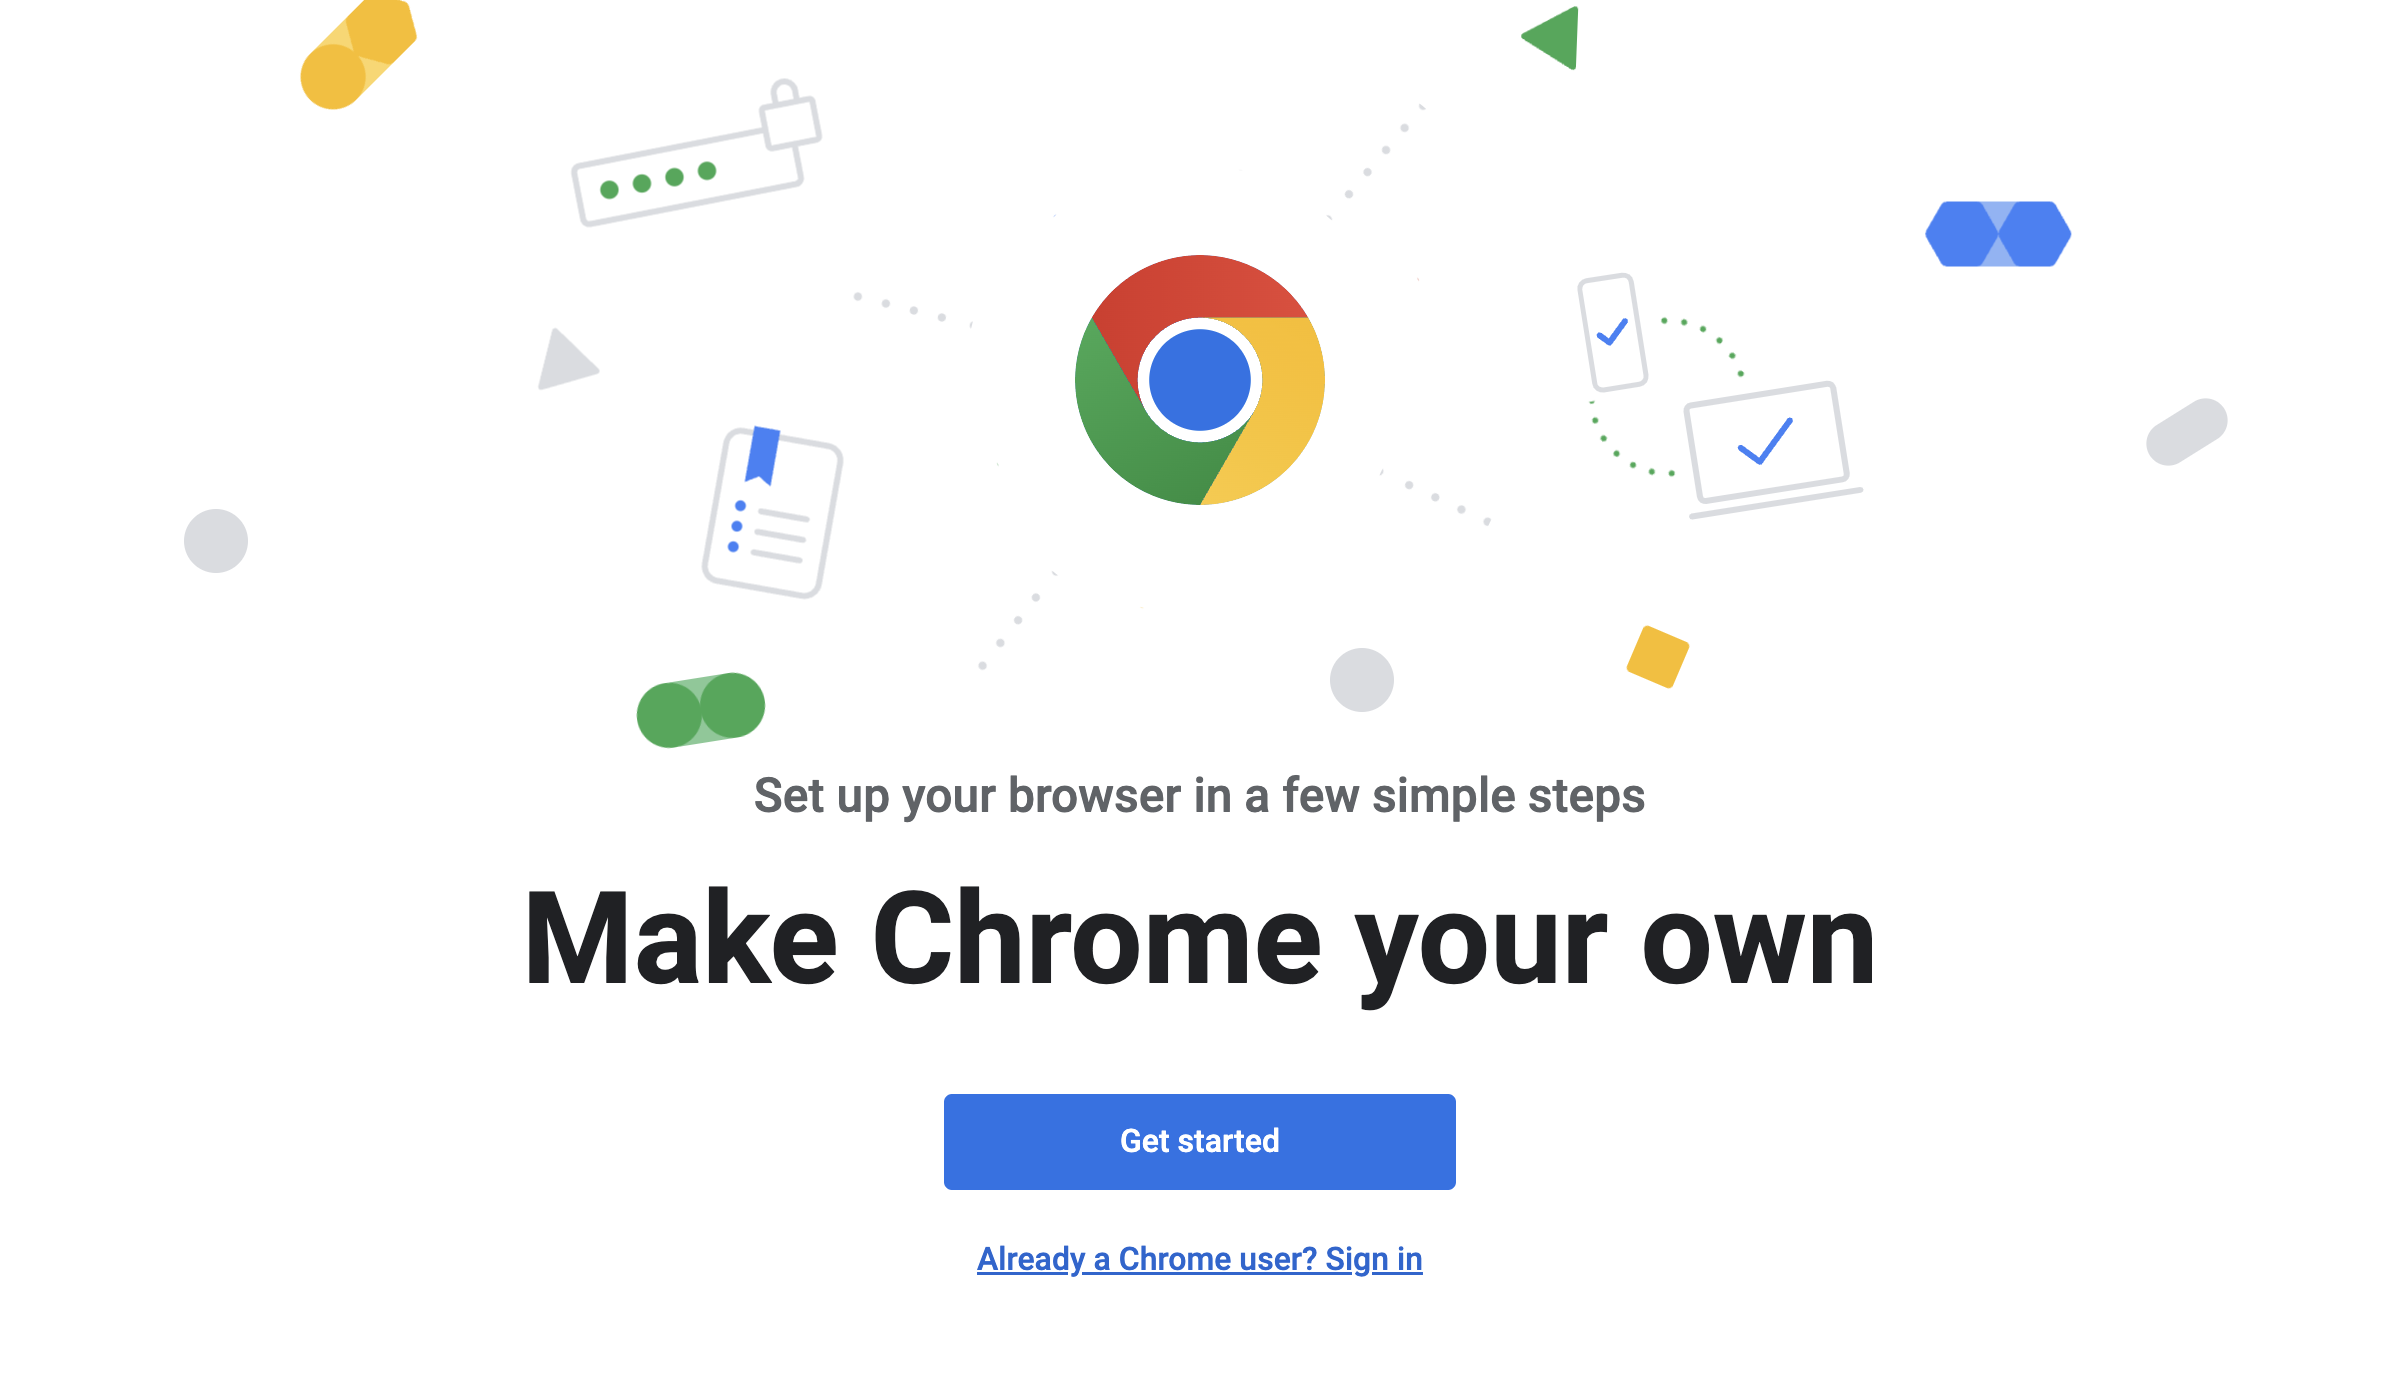 Set up your browser in a few simple steps
Make Chrome your own
Get started
Already a Chrome user? Sign in